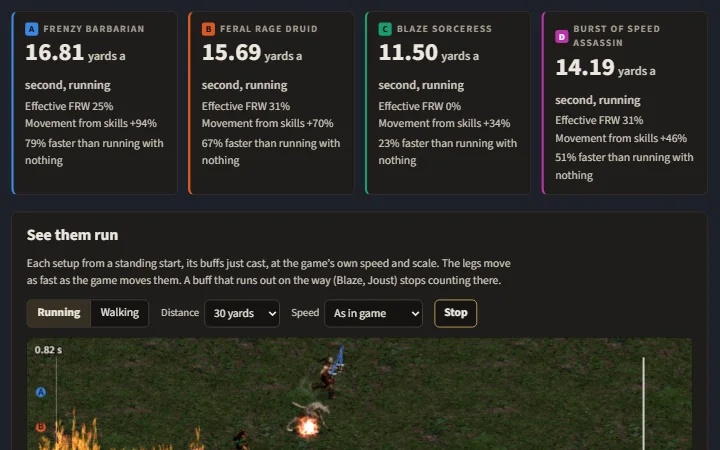 A FRENZY BARBARIAN
16.81 yards a
second, running
Effective FRW 25%
Movement from skills +94%
79% faster than running with
nothing
B FERAL RAGE DRUID
15.69 yards a
second, running
Effective FRW 31%
Movement from skills +70%
67% faster than running with
nothing
C BLAZE SORCERESS
11.50 yards a
second, running
Effective FRW 0%
Movement from skills +34%
23% faster than running with
nothing
D BURST OF SPEED
ASSASSIN
14.19 yards a
second, running
Effective FRW 31%
Movement from skills +46%
51% faster than running with
nothing
See them run
Each setup from a standing start, its buffs just cast, at the game's own speed and scale. The legs move
as fast as the game moves them. A buff that runs out on the way (Blaze, Joust) stops counting there.
Running Walking Distance 30 yards Speed As in game Stop
0.82 s
A
B